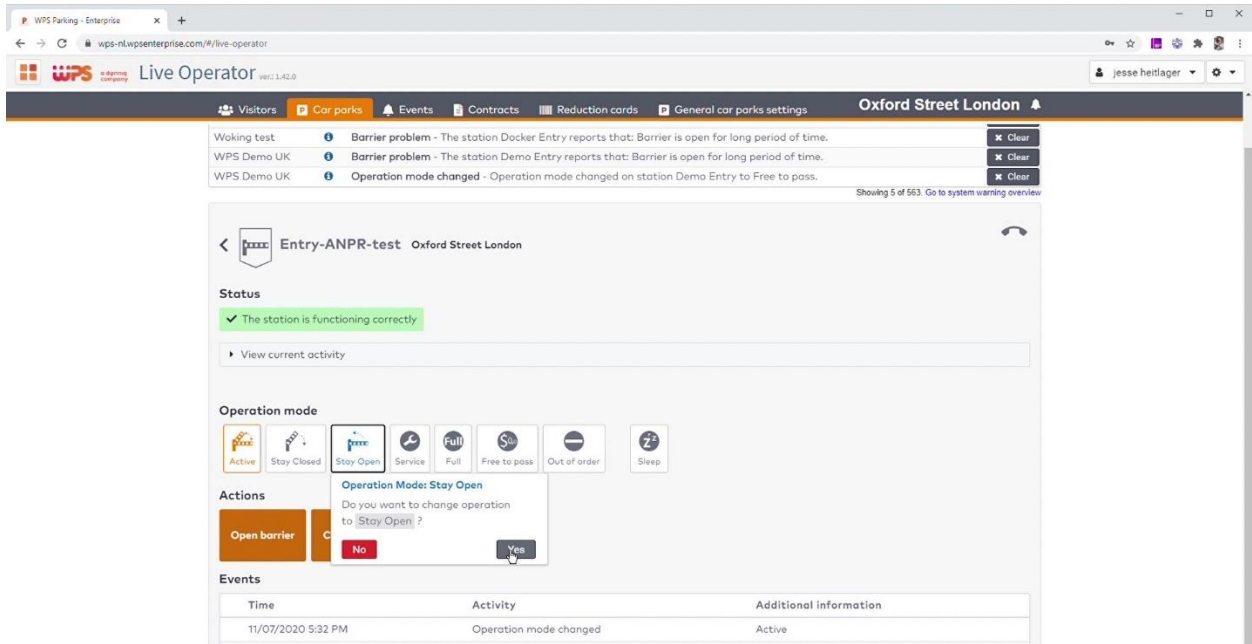 WPS Parking - Enterprise
wps-nl.wpsenterprise.com/#/live-operator
WPS a damng company Live Operator ver.: 1.42.0
jesse heitlager
Visitors Car parks Events Contracts Reduction cards General car parks settings Oxford Street London
Woking test Barrier problem - The station Docker Entry reports that: Barrier is open for long period of time. Clear
WPS Demo UK Barrier problem - The station Demo Entry reports that: Barrier is open for long period of time. Clear
WPS Demo UK Operation mode changed - Operation mode changed on station Demo Entry to Free to pass. Clear
Showing 5 of 563. Go to system warning overview
Entry-ANPR-test Oxford Street London
Status
The station is functioning correctly
View current activity
Operation mode
Full
Active Stay Closed Stay Open Service Full Free to pass Out of order Sleep
Operation Mode: Stay Open
Actions
Do you want to change operation
to Stay Open ?
Open barrier C
No Yes
Events
Time Activity Additional information
11/07/2020 5:32 PM Operation mode changed Active